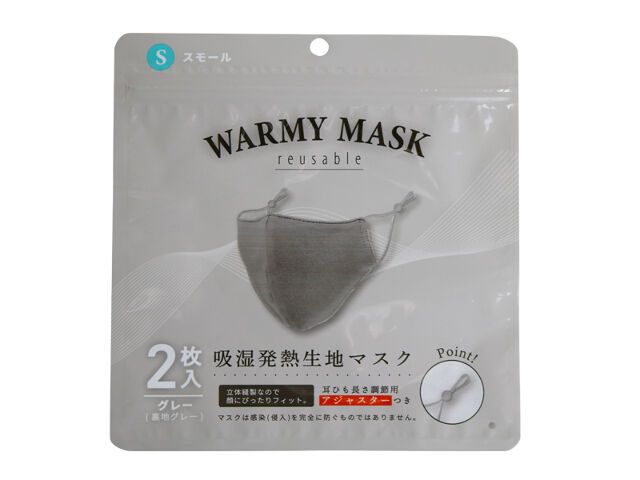 S スモール
WARMY MASK
reusable
吸湿発熱生地マスク
2枚入
グレー
(裏地グレー)
立体縫製なので
顔にぴったりフィット。
耳ひも長さ調節用
アジャスターつき
Point!
マスクは感染(侵入)を完全に防ぐものではありません。